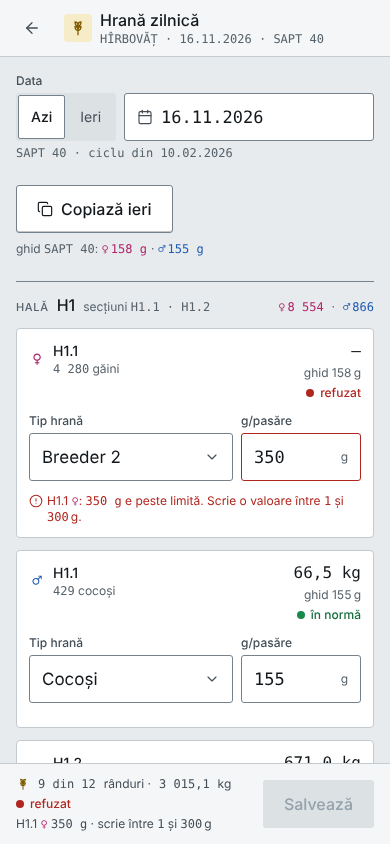 Hrană zilnică
HÎRBOVĂȚ · 16.11.2026 · SAPT 40
Data
Azi Ieri 16.11.2026
SAPT 40 · ciclu din 10.02.2026
Copiază ieri
ghid SAPT 40: ♀158 g · ♂155 g
HALĂ H1 secțiuni H1.1 · H1.2 ♀8 554 · ♂866
♀ H1.1 —
4 280 găini ghid 158 g
refuzat
Tip hrană g/pasăre
Breeder 2 350 g
H1.1 ♀: 350 g e peste limită. Scrie o valoare între 1 și
300 g.
♂ H1.1 66,5 kg
429 cocoși ghid 155 g
în normă
Tip hrană g/pasăre
Cocoși 155 g
H1.2 671,0 kg
9 din 12 rânduri · 3 015,1 kg
refuzat
H1.1 ♀ 350 g · scrie între 1 și 300 g
Salvează